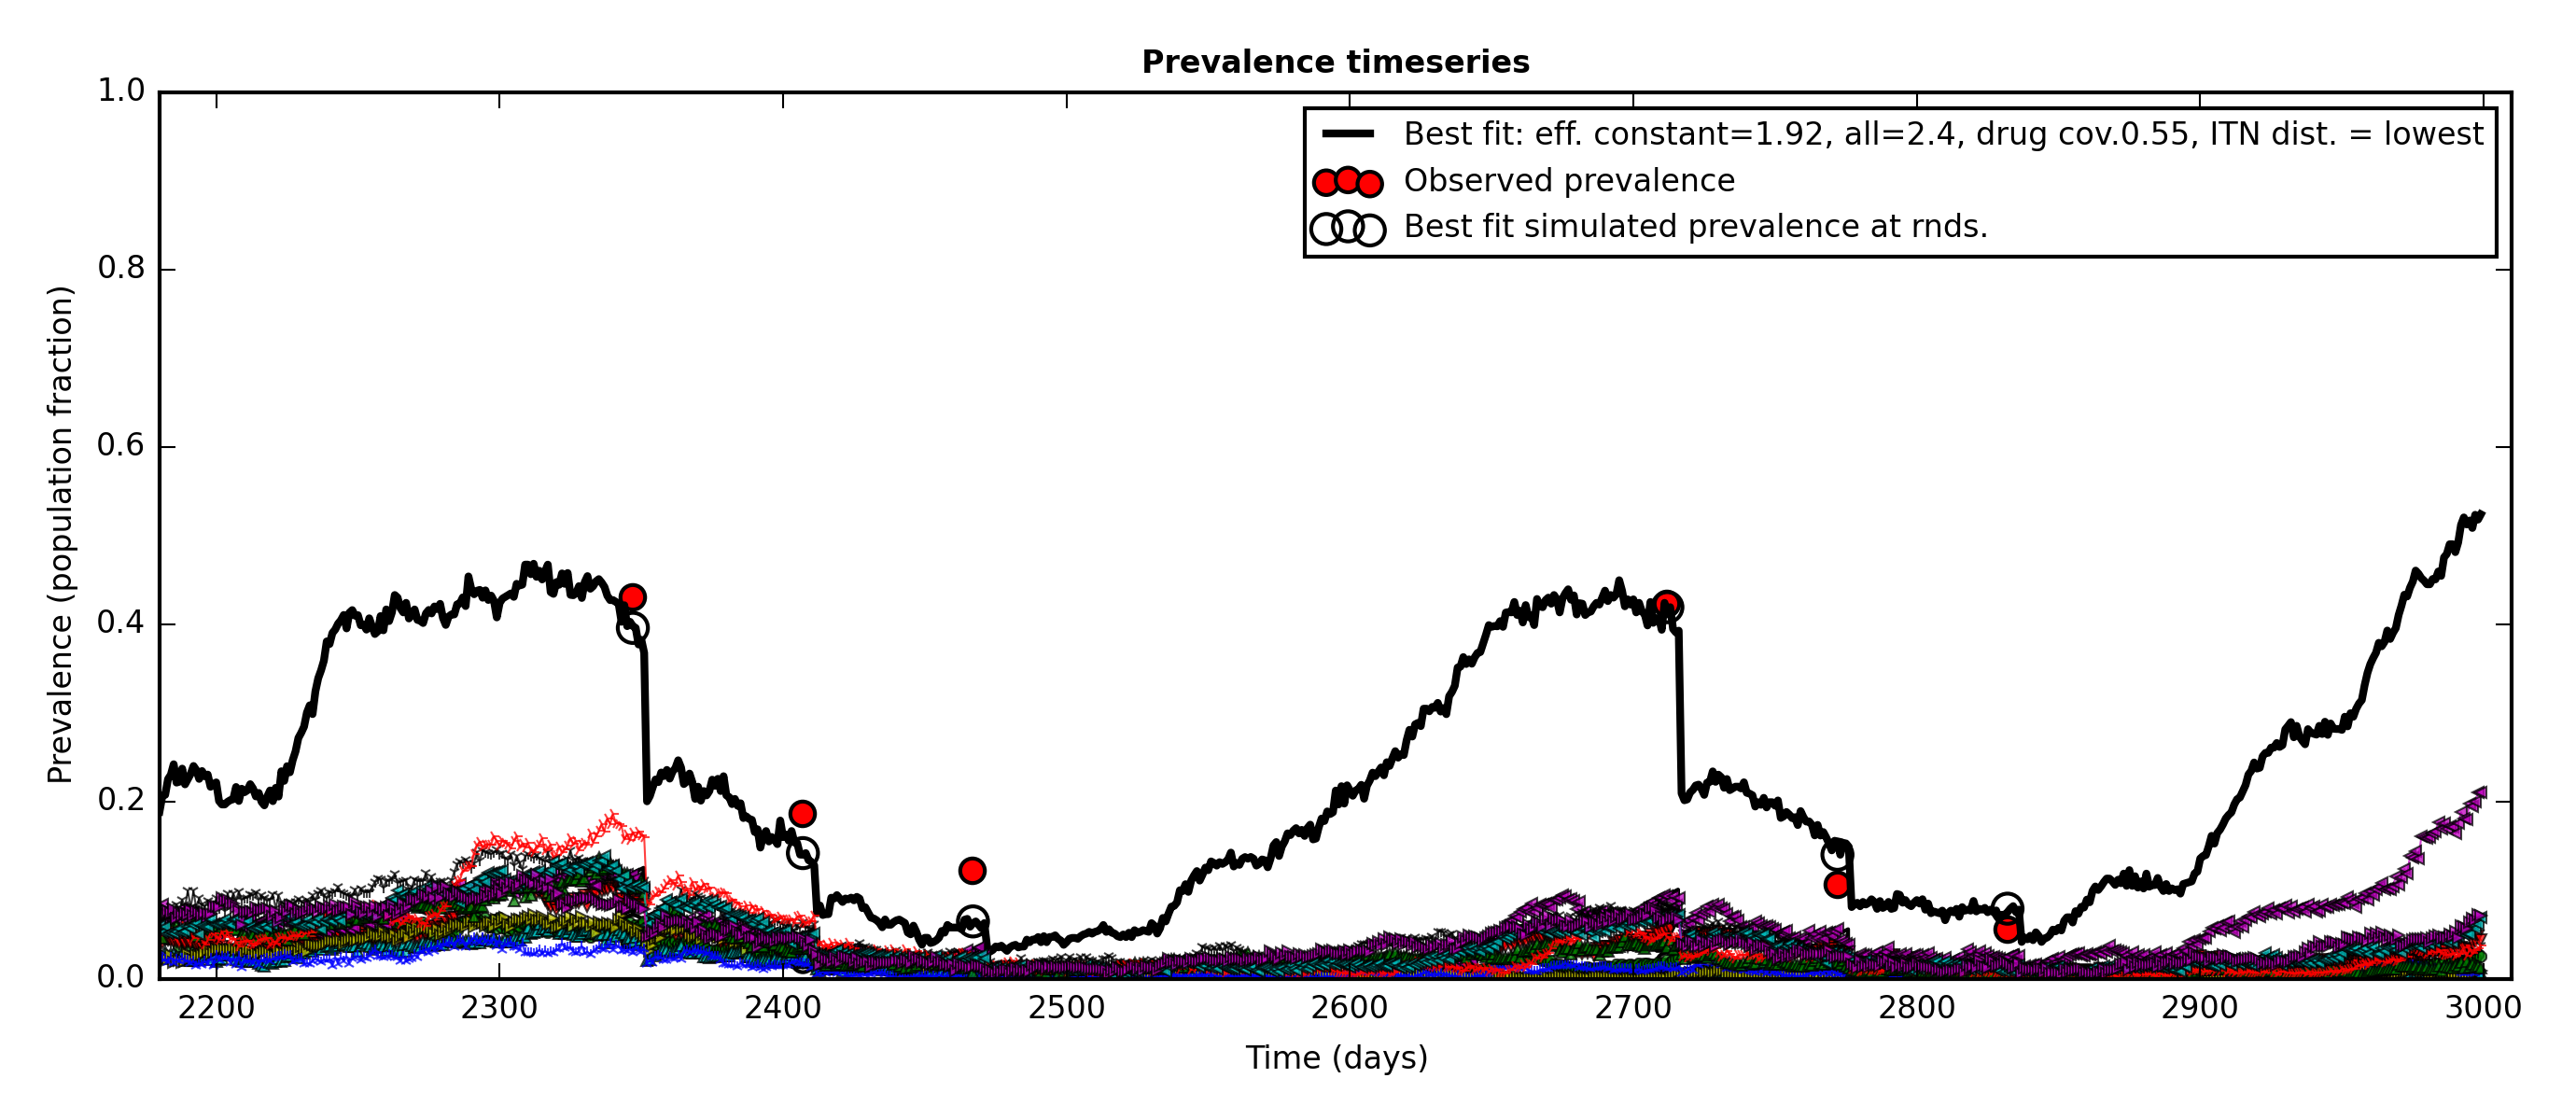 Prevalence timeseries
1.0
0.8
0.6
0.4
0.2
0.0
Prevalence (population fraction)
Best fit: eff. constant=1.92, all=2.4, drug cov.0.55, ITN dist. = lowest
Observed prevalence
Best fit simulated prevalence at rnds.
2200 2300 2400 2500 2600 2700 2800 2900 3000
Time (days)